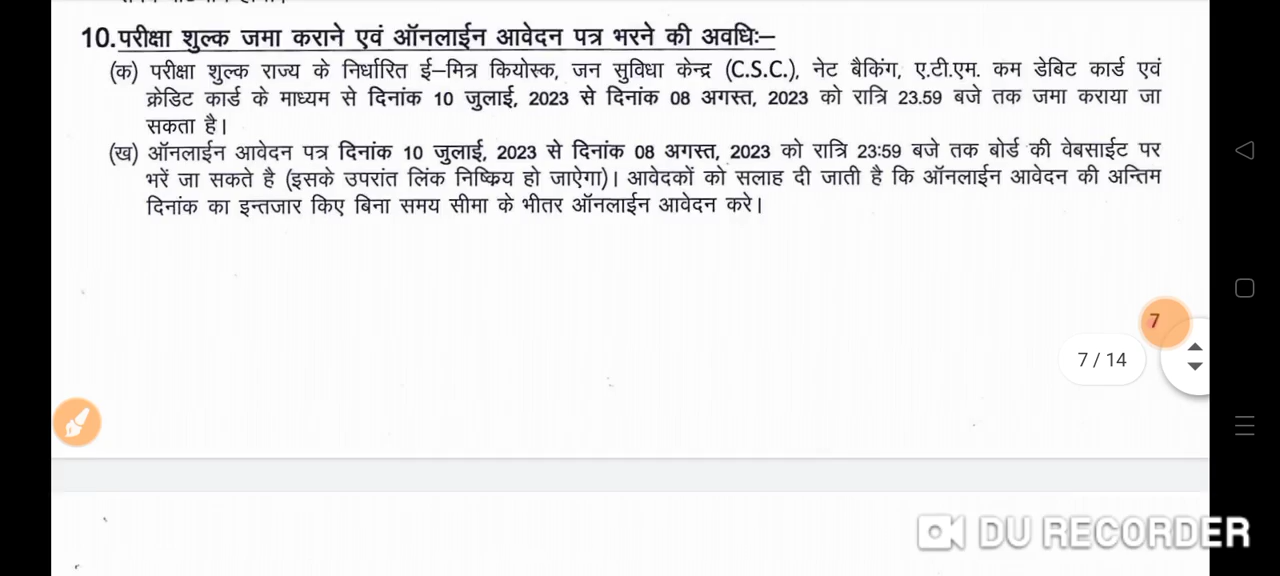 10. परीक्षा शुल्क जमा कराने एवं ऑनलाईन आवेदन पत्र भरने की अवधिः–
(क) परीक्षा शुल्क राज्य के निर्धारित ई–मित्र कियोस्क, जन सुविधा केन्द्र (C.S.C.), नेट बैकिंग, ए.टी.एम. कम डेबिट कार्ड एवं
क्रेडिट कार्ड के माध्यम से दिनांक 10 जुलाई, 2023 से दिनांक 08 अगस्त, 2023 को रात्रि 23.59 बजे तक जमा कराया जा
सकता है।
(ख) ऑनलाईन आवेदन पत्र दिनांक 10 जुलाई, 2023 से दिनांक 08 अगस्त, 2023 को रात्रि 23:59 बजे तक बोर्ड की वेबसाईट पर
भरें जा सकते है (इसके उपरांत लिंक निष्क्रिय हो जाऐगा)। आवेदकों को सलाह दी जाती है कि ऑनलाईन आवेदन की अन्तिम
दिनांक का इन्तजार किए बिना समय सीमा के भीतर ऑनलाईन आवेदन करे।
7
7 / 14
DU RECORDER